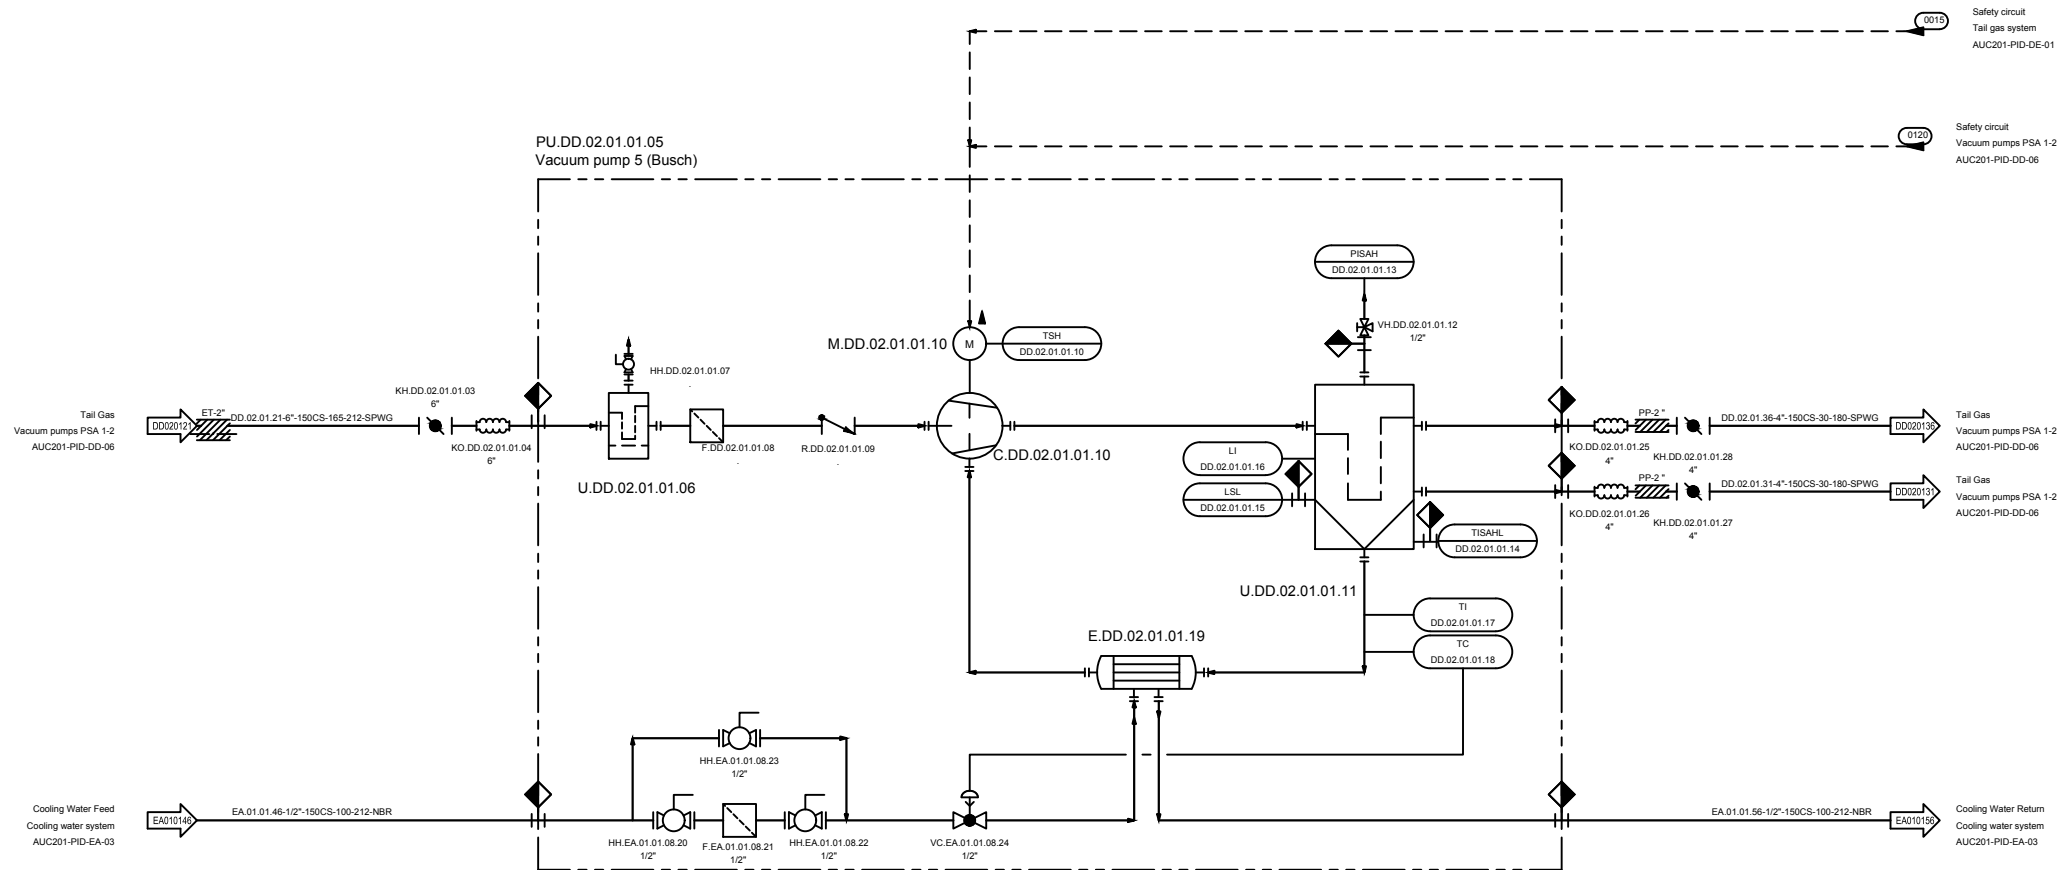 0015
Safety circuit
Tail gas system
AUC201-PID-DE-01
0120
Safety circuit
Vacuum pumps PSA 1-2
AUC201-PID-DD-06
PU.DD.02.01.01.05
Vacuum pump 5 (Busch)
PISAH
DD.02.01.01.13
VH.DD.02.01.01.12
1/2"
M.DD.02.01.01.10
M
TSH
DD.02.01.01.10
HH.DD.02.01.01.07
.
KH.DD.02.01.01.03
6"
Tail Gas
Vacuum pumps PSA 1-2
AUC201-PID-DD-06
DD020121
ET-2"
DD.02.01.21-6"-150CS-165-212-SPWG
KO.DD.02.01.01.04
6"
U.DD.02.01.01.06
F.DD.02.01.01.08
.
R.DD.02.01.01.09
.
C.DD.02.01.01.10
LI
DD.02.01.01.16
LSL
DD.02.01.01.15
TISAHL
DD.02.01.01.14
U.DD.02.01.01.11
PP-2 "
DD.02.01.36-4"-150CS-30-180-SPWG
DD020136
Tail Gas
Vacuum pumps PSA 1-2
AUC201-PID-DD-06
KO.DD.02.01.01.25
4"
KH.DD.02.01.01.28
4"
PP-2 "
DD.02.01.31-4"-150CS-30-180-SPWG
DD020131
Tail Gas
Vacuum pumps PSA 1-2
AUC201-PID-DD-06
KO.DD.02.01.01.26
4"
KH.DD.02.01.01.27
4"
TI
DD.02.01.01.17
TC
DD.02.01.01.18
E.DD.02.01.01.19
HH.EA.01.01.08.23
1/2"
Cooling Water Feed
Cooling water system
AUC201-PID-EA-03
EA010146
EA.01.01.46-1/2"-150CS-100-212-NBR
HH.EA.01.01.08.20
1/2"
F.EA.01.01.08.21
1/2"
HH.EA.01.01.08.22
1/2"
VC.EA.01.01.08.24
1/2"
EA.01.01.56-1/2"-150CS-100-212-NBR
EA010156
Cooling Water Return
Cooling water system
AUC201-PID-EA-03